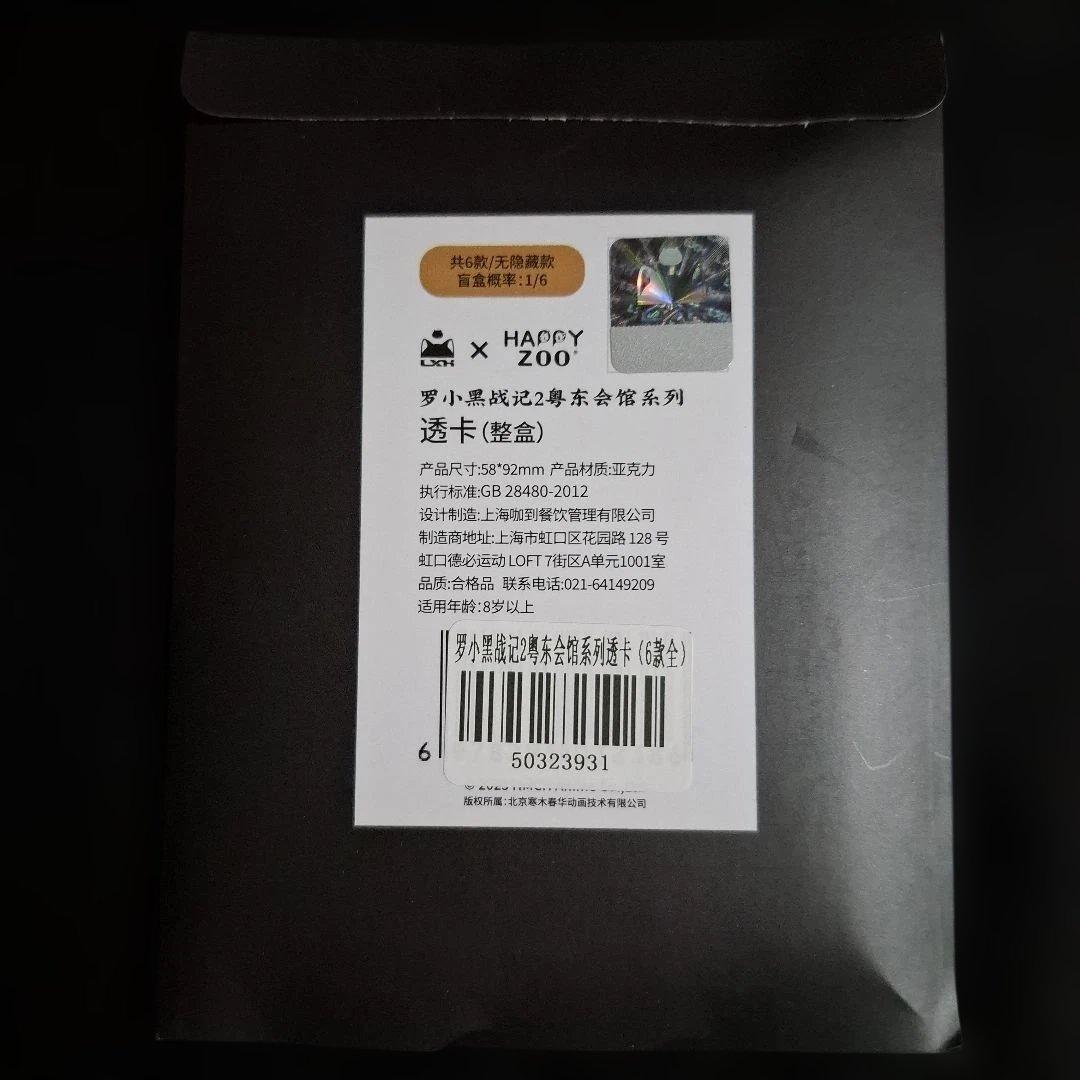 共6款/无隐藏款
盲盒概率:1/6
LXH × HAPPY ZOO
罗小黑战记2粤东会馆系列
透卡(整盒)
产品尺寸:58*92mm 产品材质:亚克力
执行标准:GB 28480-2012
设计制造:上海咖到餐饮管理有限公司
制造商地址:上海市虹口区花园路 128 号
虹口德必运动 LOFT 7街区A单元1001室
品质:合格品 联系电话:021-64149209
适用年龄:8岁以上
罗小黑战记2粤东会馆系列透卡（6款全）
6
50323931
版权所属:北京寒木春华动画技术有限公司